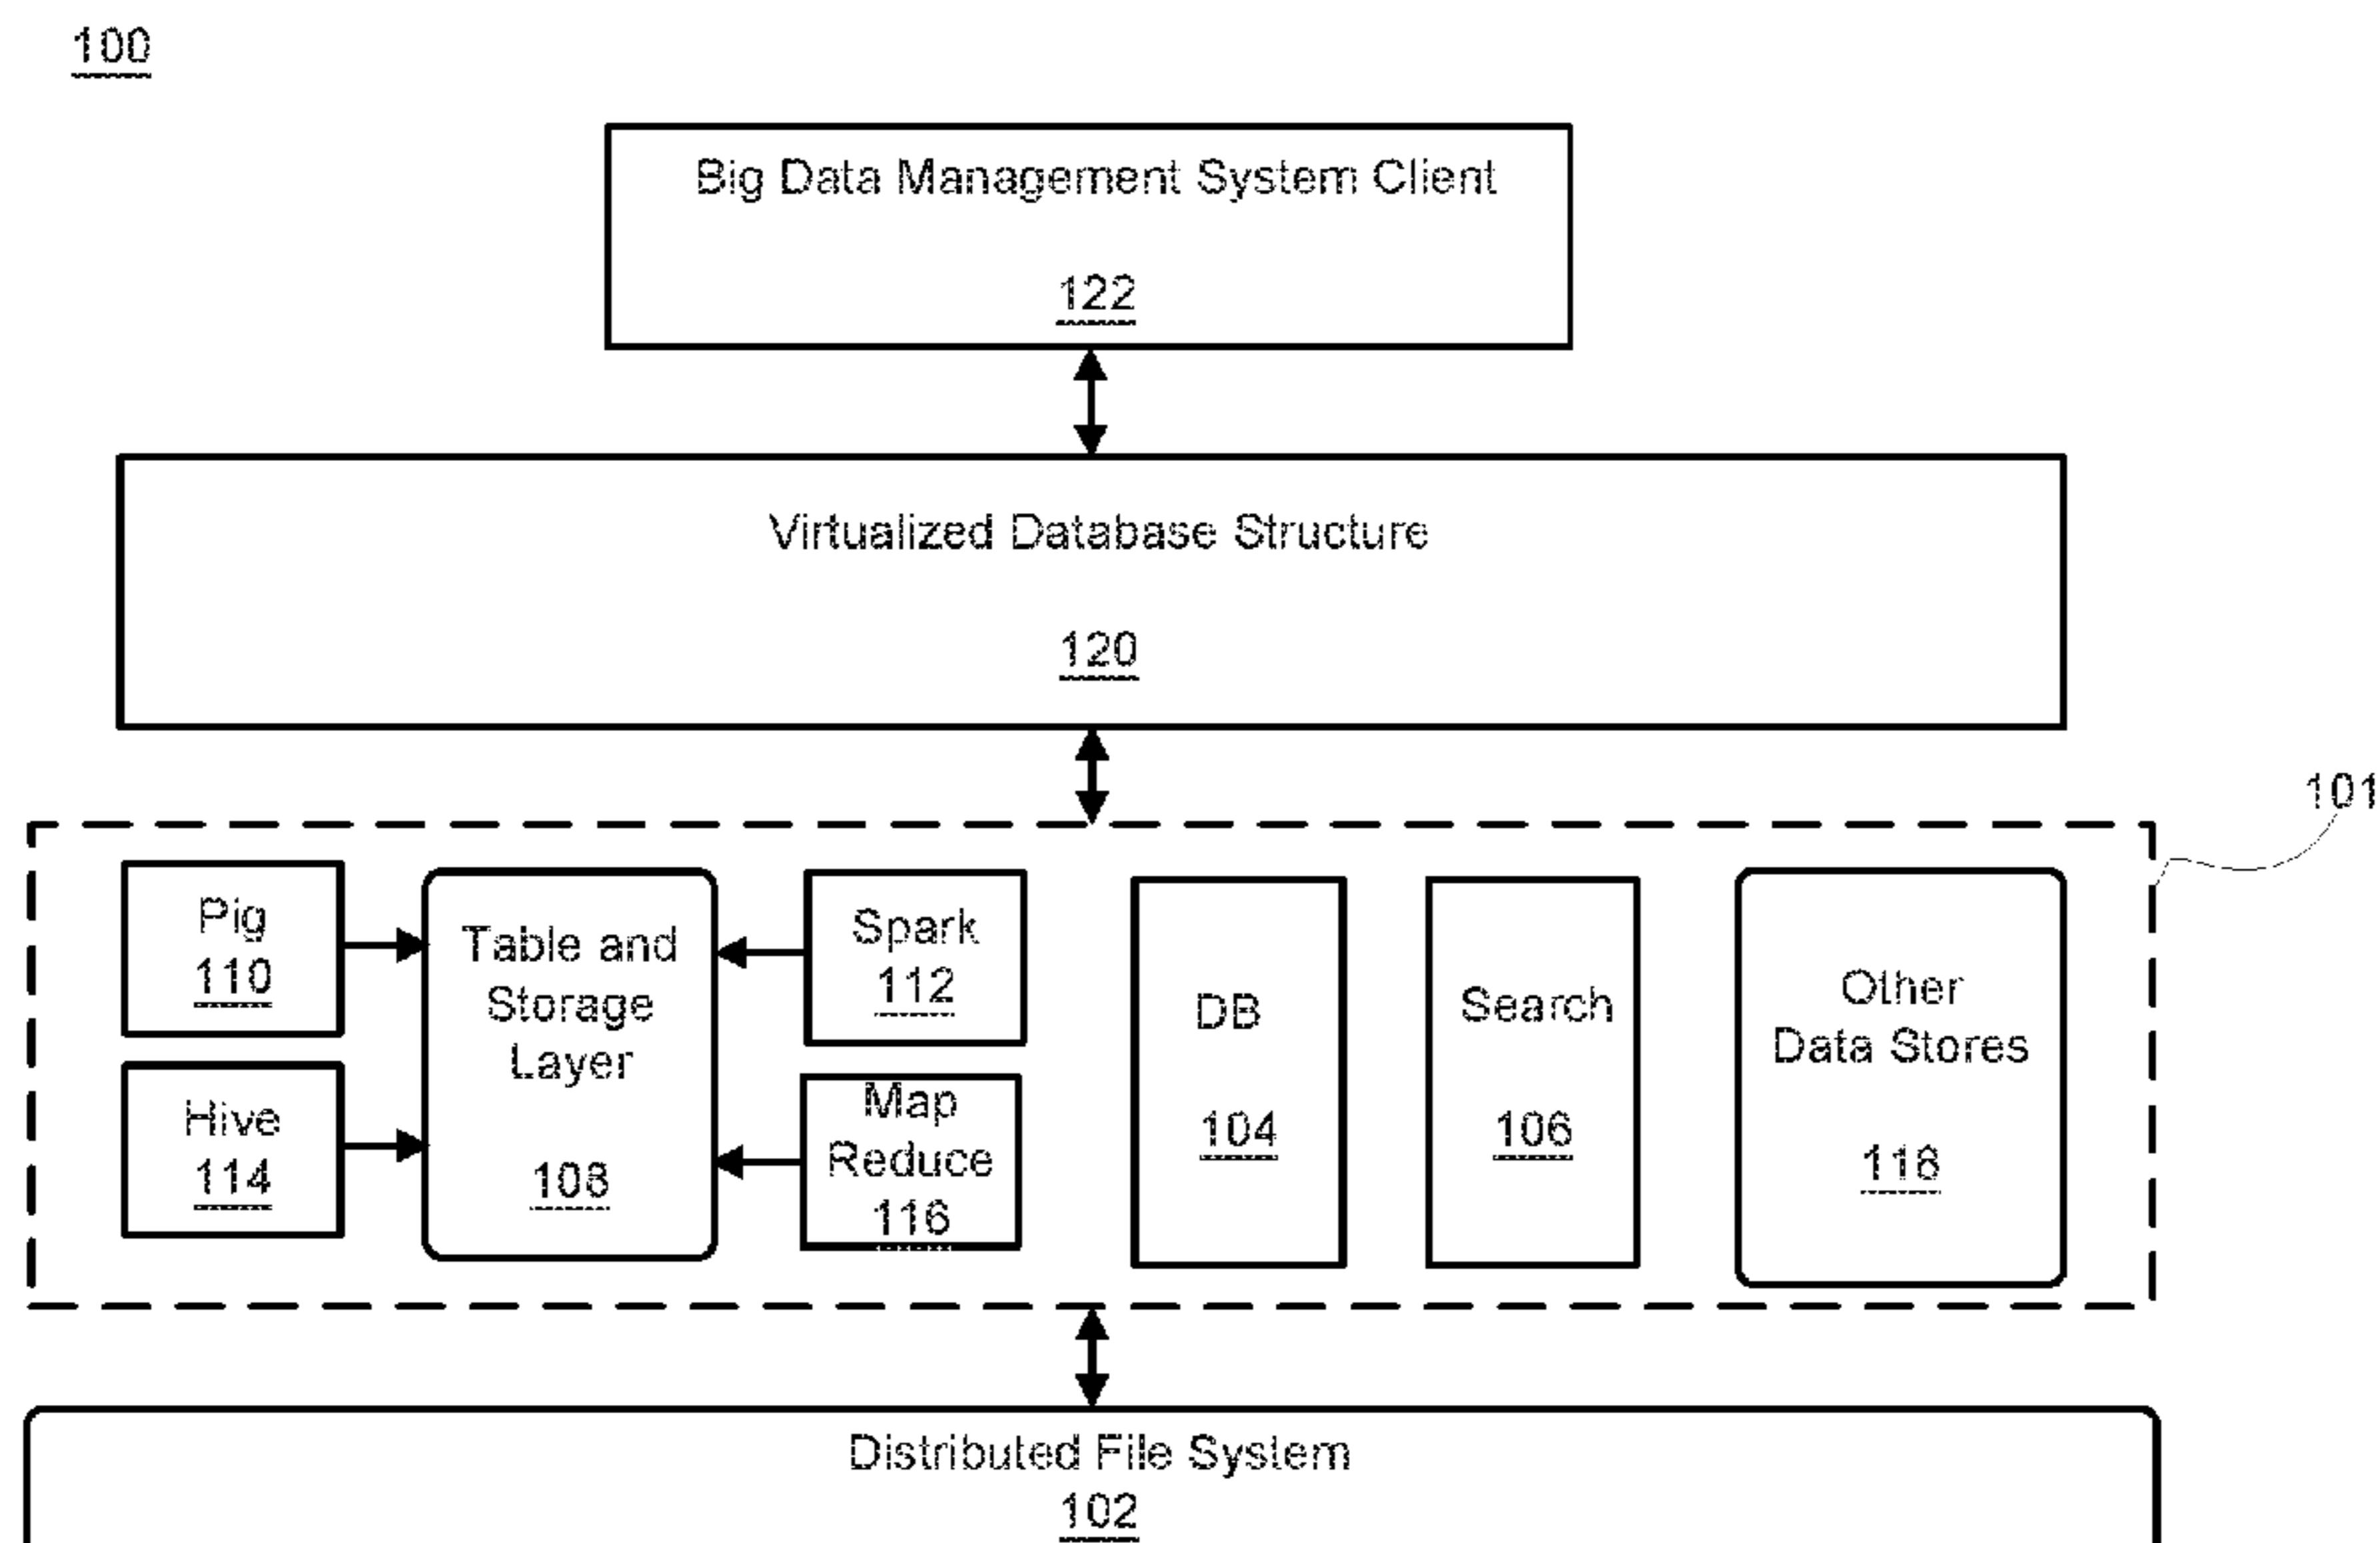 100
Big Data Management System Client
122
Virtualized Database Structure
120
101
Pig
110
Hive
114
Table and
Storage
Layer
108
Spark
112
Map
Reduce
116
DB
104
Search
106
Other
Data Stores
118
Distributed File System
102